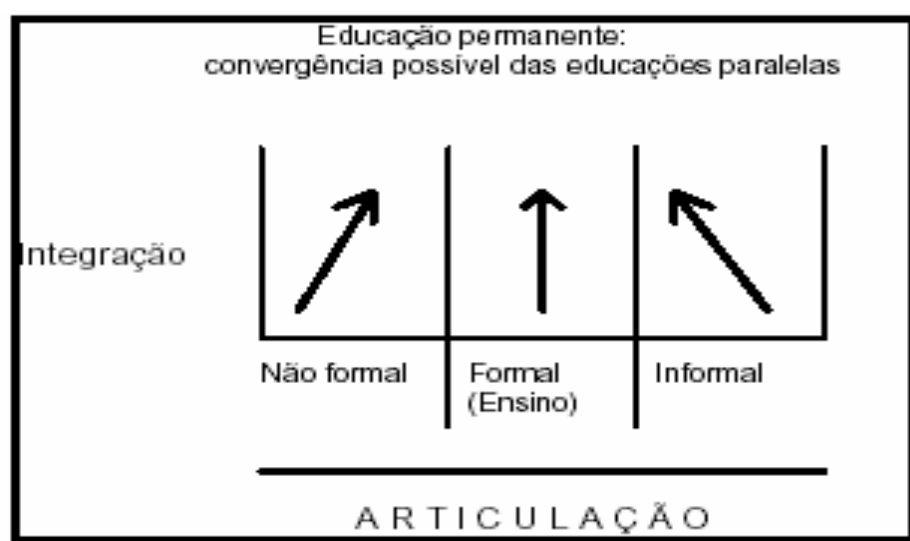 Educação permanente:
convergência possível das educações paralelas
Integração
Não formal
Formal
(Ensino)
Informal
ARTICULAÇÃO